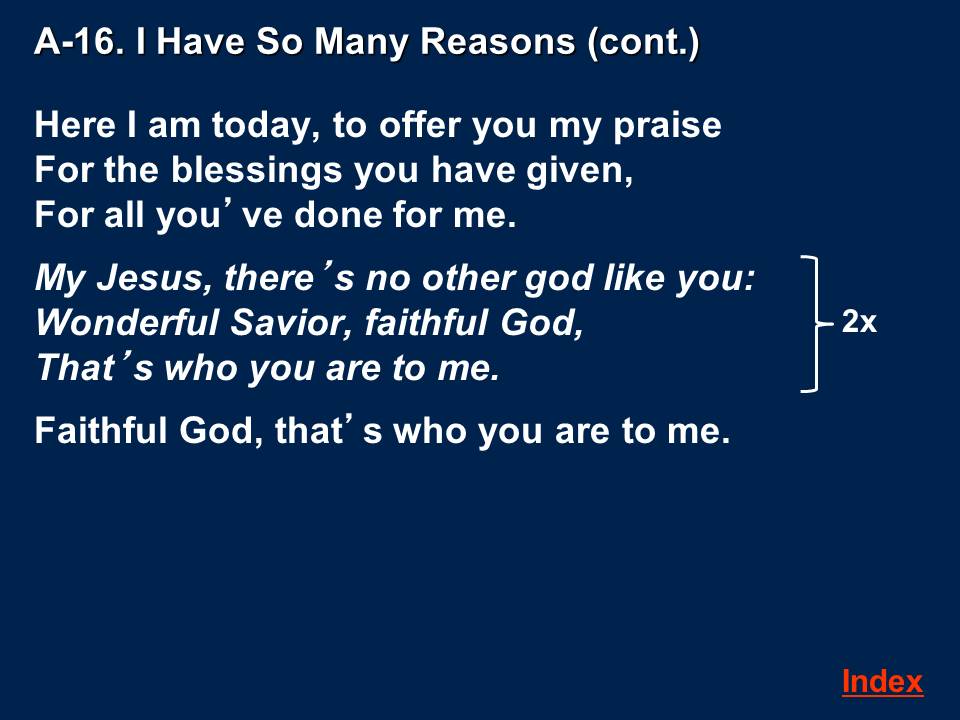 A-16. I Have So Many Reasons (cont.)
Here I am today, to offer you my praise
For the blessings you have given,
For all you’ ve done for me.
My Jesus, there’s no other god like you:
Wonderful Savior, faithful God,
That’s who you are to me.
2x
Faithful God, that’ s who you are to me.
Index